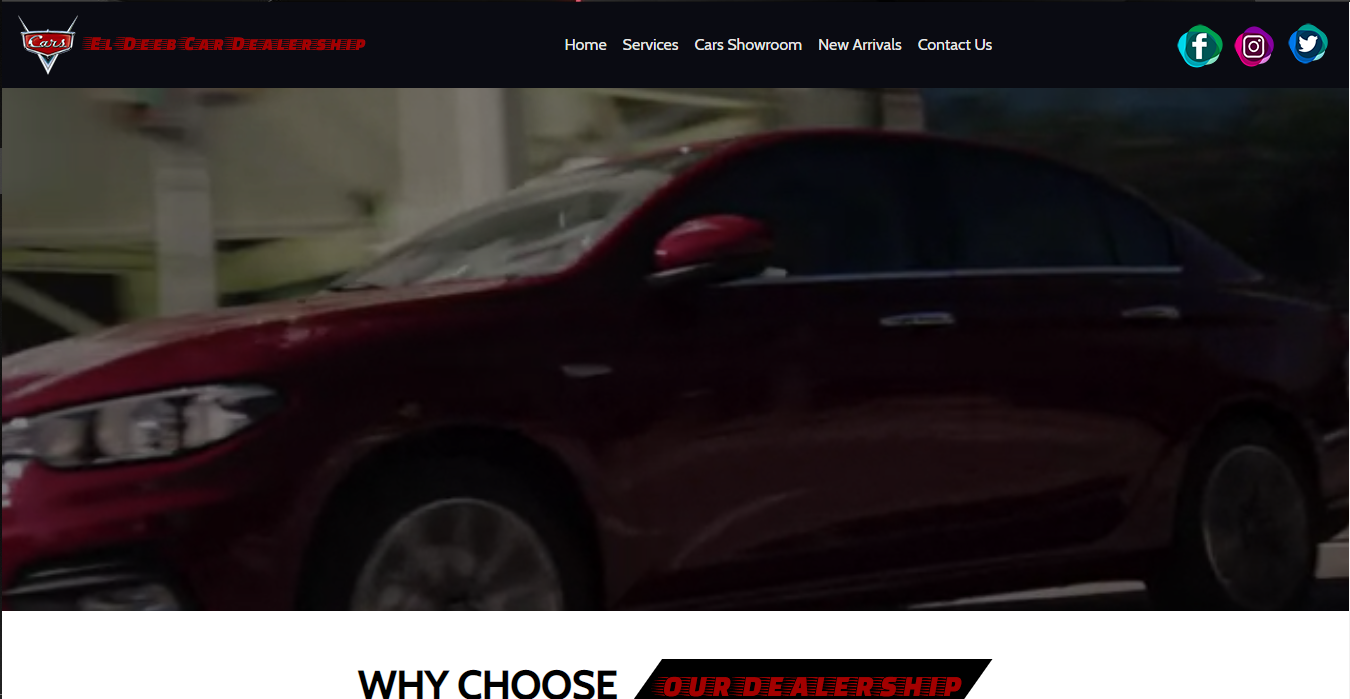 Cars
El Deeb Car Dealership
Home Services Cars Showroom New Arrivals Contact Us
WHY CHOOSE OUR DEALERSHIP